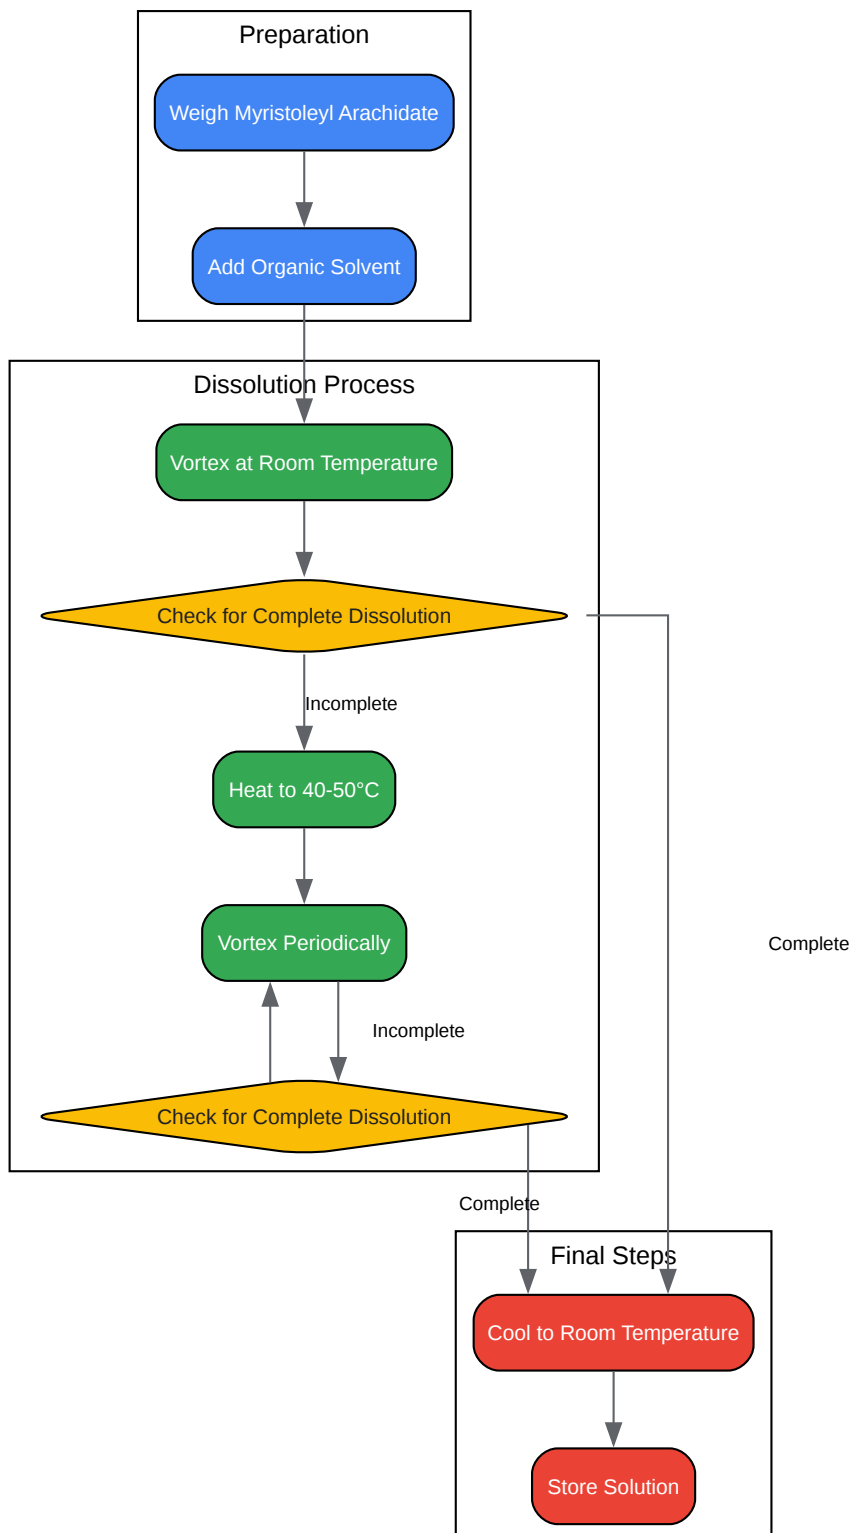 Preparation
Weigh Myristoleyl Arachidate
Add Organic Solvent
Dissolution Process
Vortex at Room Temperature
Check for Complete Dissolution
Incomplete
Heat to 40-50°C
Vortex Periodically
Complete
Incomplete
Check for Complete Dissolution
Complete
Final Steps
Cool to Room Temperature
Store Solution